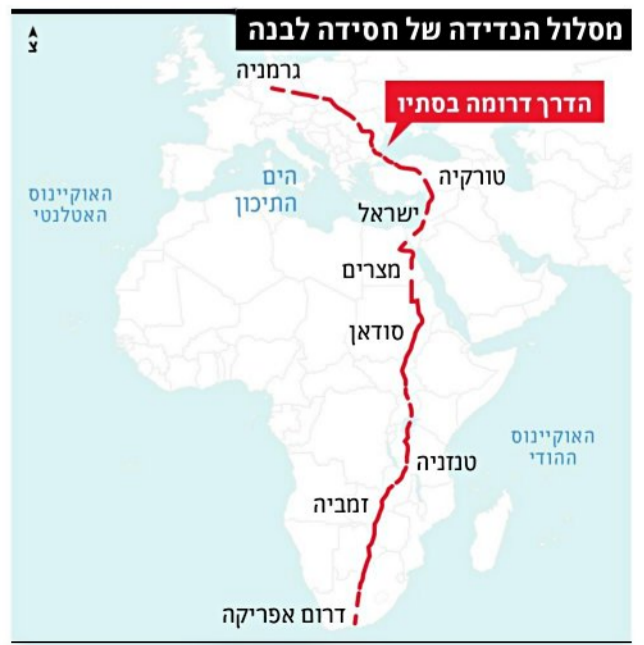 מסלול הנדידה של חסידה לבנה
צ
גרמניה
הדרך דרומה בסתיו
טורקיה
הים
התיכון
האוקיינוס
האטלנטי
ישראל
מצרים
סודאן
האוקיינוס
ההודי
טנזניה
זמביה
דרום אפריקה